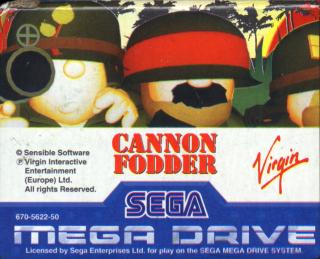 © Sensible Software
℗ Virgin Interactive
Entertainment
(Europe) Ltd.
All rights Reserved.
CANNON
FODDER
Virgin
SEGA
670-5622-50
MEGA DRIVE
Licensed by Sega Enterprises Ltd. for play on the SEGA MEGA DRIVE SYSTEM.